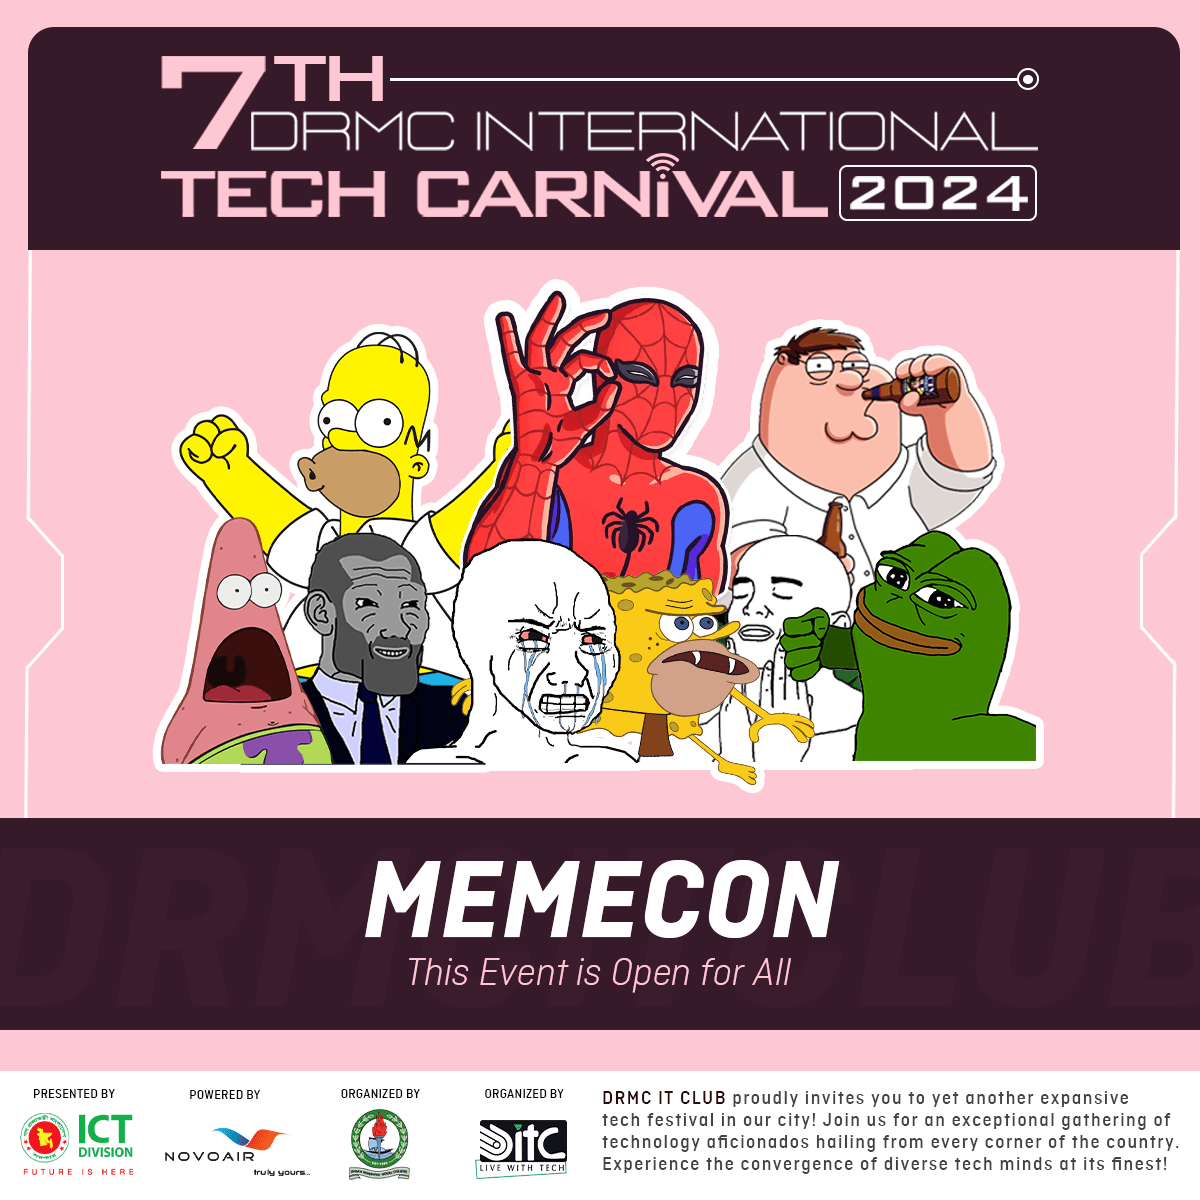 7TH
DRMC INTERNATIONAL
TECH CARNiVAL 2024
MEMECON
This Event is Open for All
PRESENTED BY
ICT
DIVISION
FUTURE IS HERE
POWERED BY
NOVOAIR
truly yours...
ORGANIZED BY
ORGANIZED BY
DITC
LIVE WITH TECH
DRMC IT CLUB proudly invites you to yet another expansive
tech festival in our city! Join us for an exceptional gathering of
technology aficionados hailing from every corner of the country.
Experience the convergence of diverse tech minds at its finest!